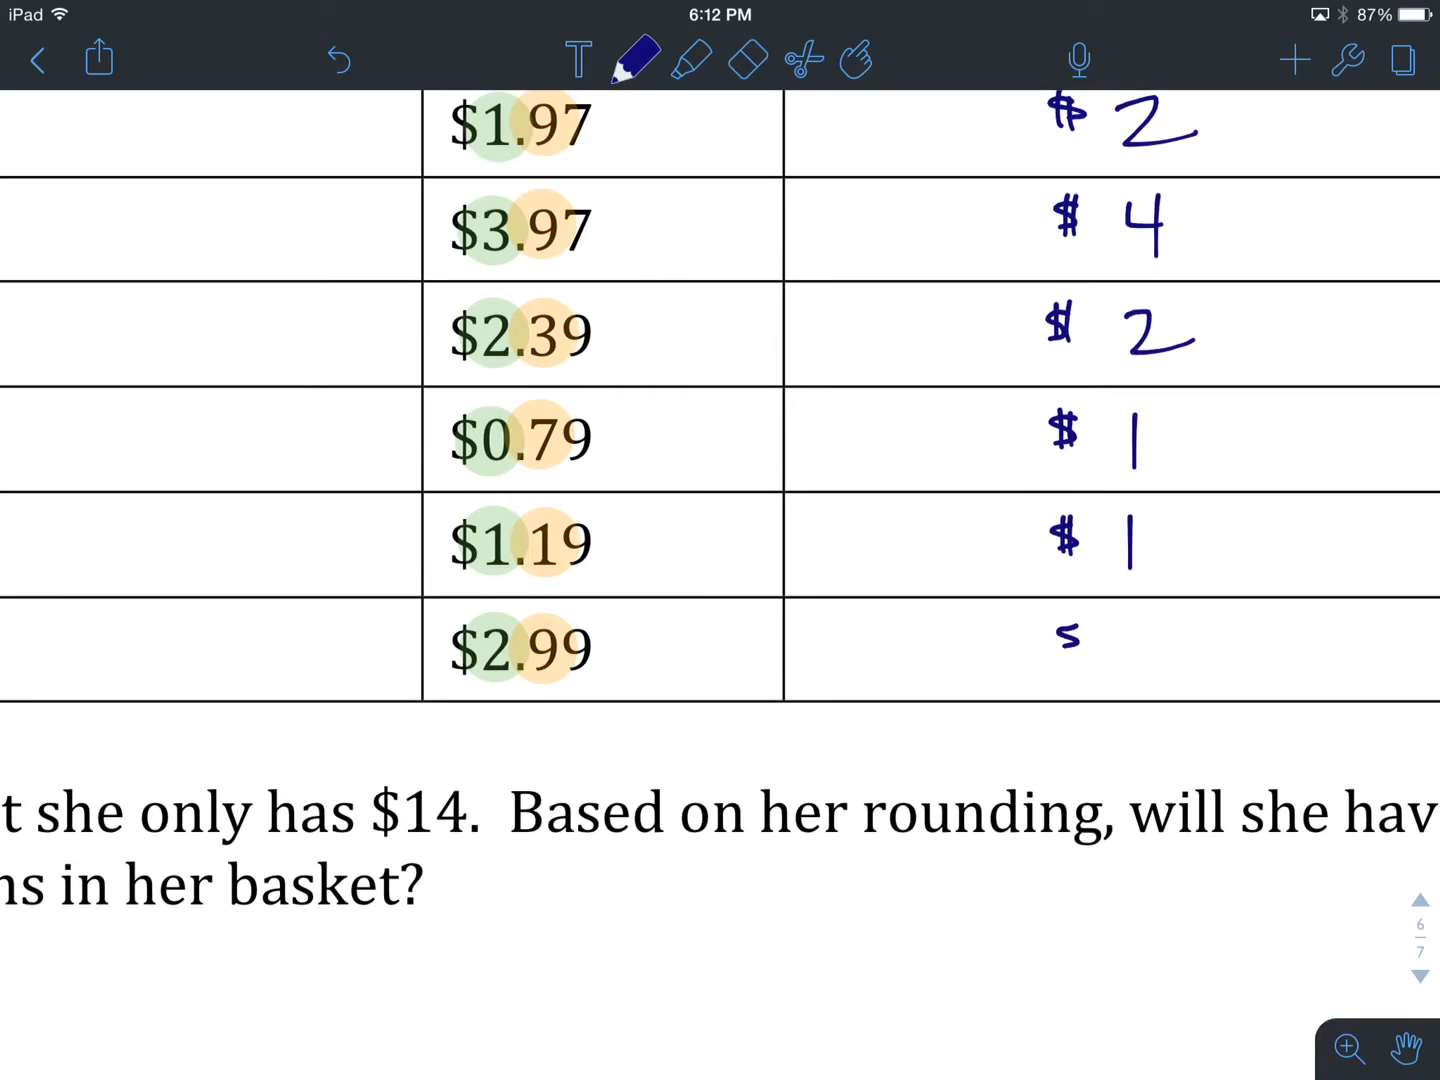 iPad 6:12 PM 87%
T
$1.97 $ 2
$3.97 $ 4
$2.39 $ 2
$0.79 $ 1
$1.19 $ 1
$2.99 s
t she only has $14. Based on her rounding, will she hav
ns in her basket?
6
7